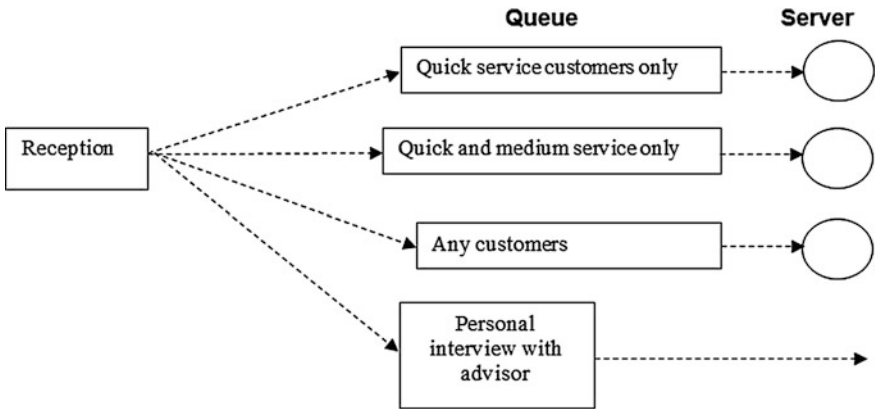 Queue
Server
Quick service customers only
Reception
Quick and medium service only
Any customers
Personal
interview with
advisor